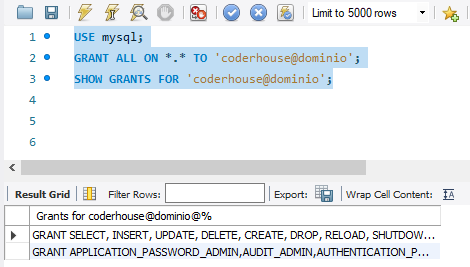 Limit to 5000 rows
1 USE mysql;
2 GRANT ALL ON *.* TO 'coderhouse@dominio';
3 SHOW GRANTS FOR 'coderhouse@dominio';
4
5
6
Result Grid Filter Rows: Export: Wrap Cell Content:
Grants for coderhouse@dominio@%
GRANT SELECT, INSERT, UPDATE, DELETE, CREATE, DROP, RELOAD, SHUTDOW...
GRANT APPLICATION_PASSWORD_ADMIN,AUDIT_ADMIN,AUTHENTICATION_P...